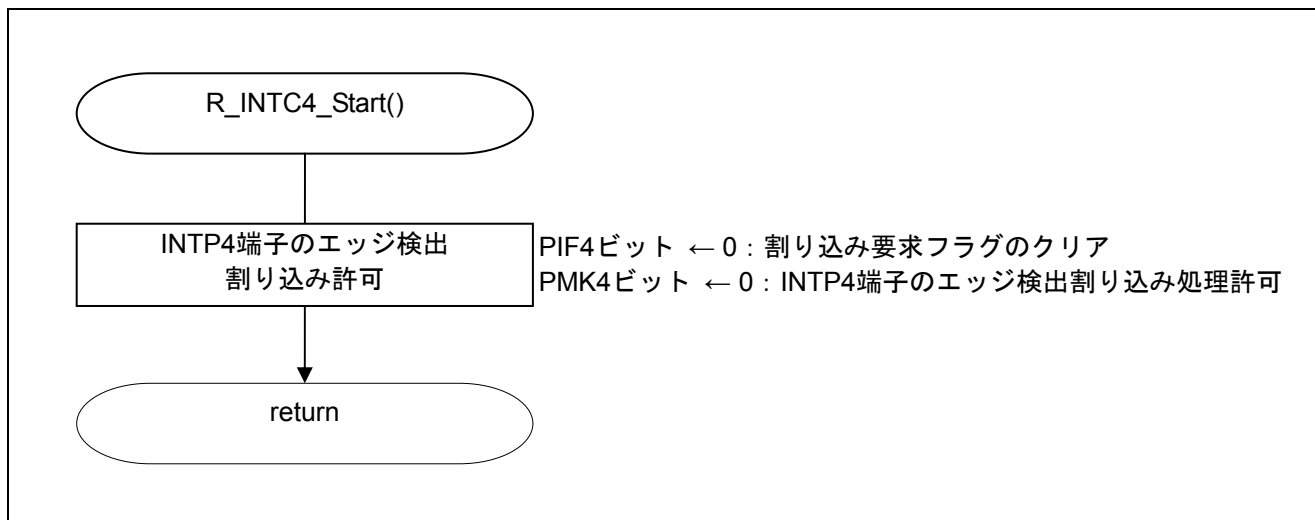 R_INTC4_Start()
INTP4端子のエッジ検出
割り込み許可
PIF4ビット ← 0：割り込み要求フラグのクリア
PMK4ビット ← 0：INTP4端子のエッジ検出割り込み処理許可
return